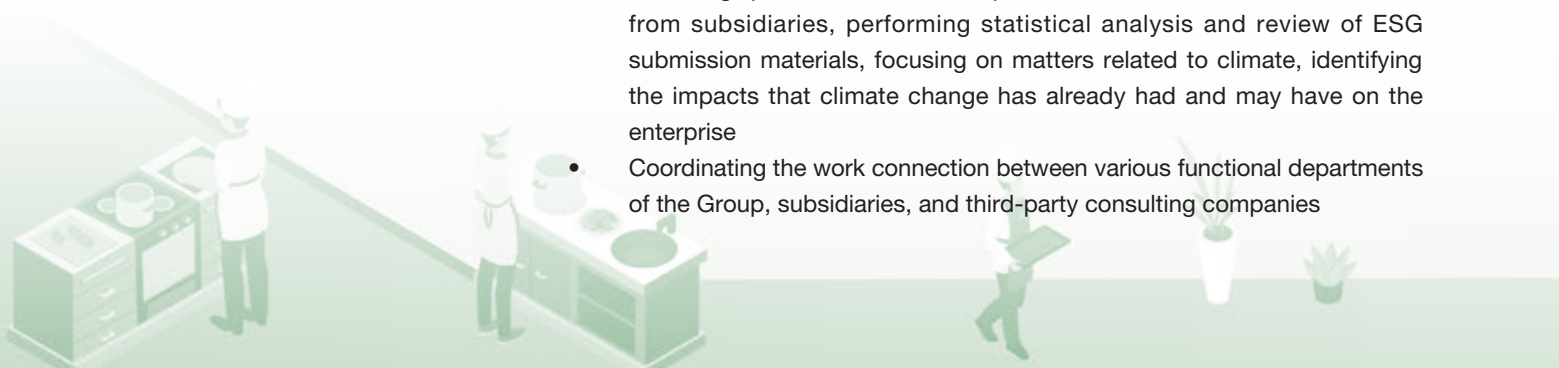 from subsidiaries, performing statistical analysis and review of ESG
submission materials, focusing on matters related to climate, identifying
the impacts that climate change has already had and may have on the
enterprise
• Coordinating the work connection between various functional departments
of the Group, subsidiaries, and third-party consulting companies